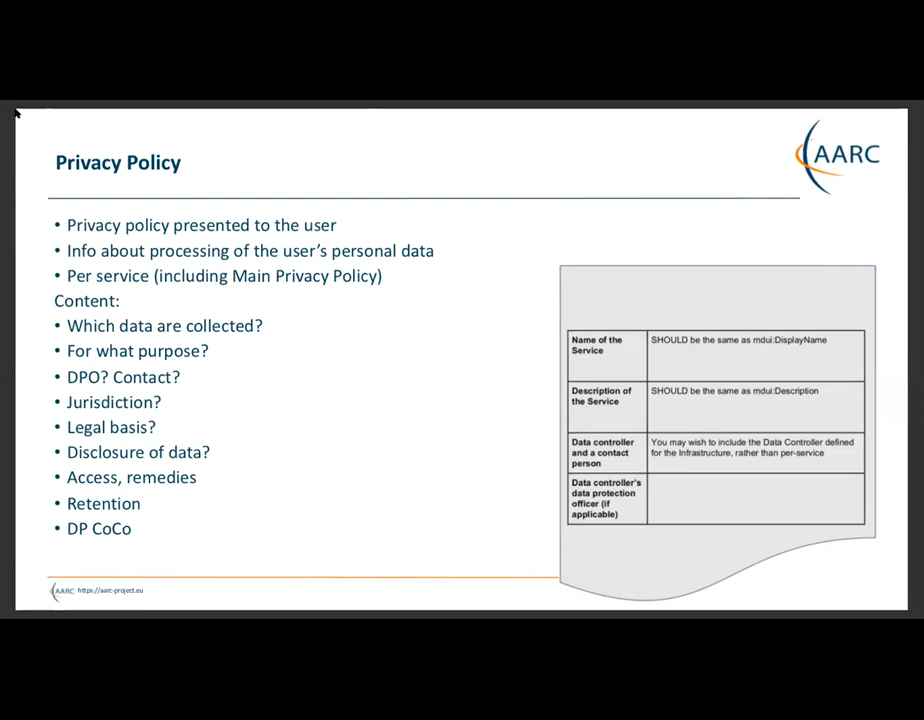 Privacy Policy
AARC
• Privacy policy presented to the user
• Info about processing of the user's personal data
• Per service (including Main Privacy Policy)
Content:
• Which data are collected?
• For what purpose?
• DPO? Contact?
• Jurisdiction?
• Legal basis?
• Disclosure of data?
• Access, remedies
• Retention
• DP CoCo
Name of the
Service
SHOULD be the same as mdui:DisplayName
Description of
the Service
SHOULD be the same as mdui:Description
Data controller
and a contact
person
You may wish to include the Data Controller defined
for the Infrastructure, rather than per-service
Data controller's
data protection
officer (if
applicable)
AARC https://aarc-project.eu